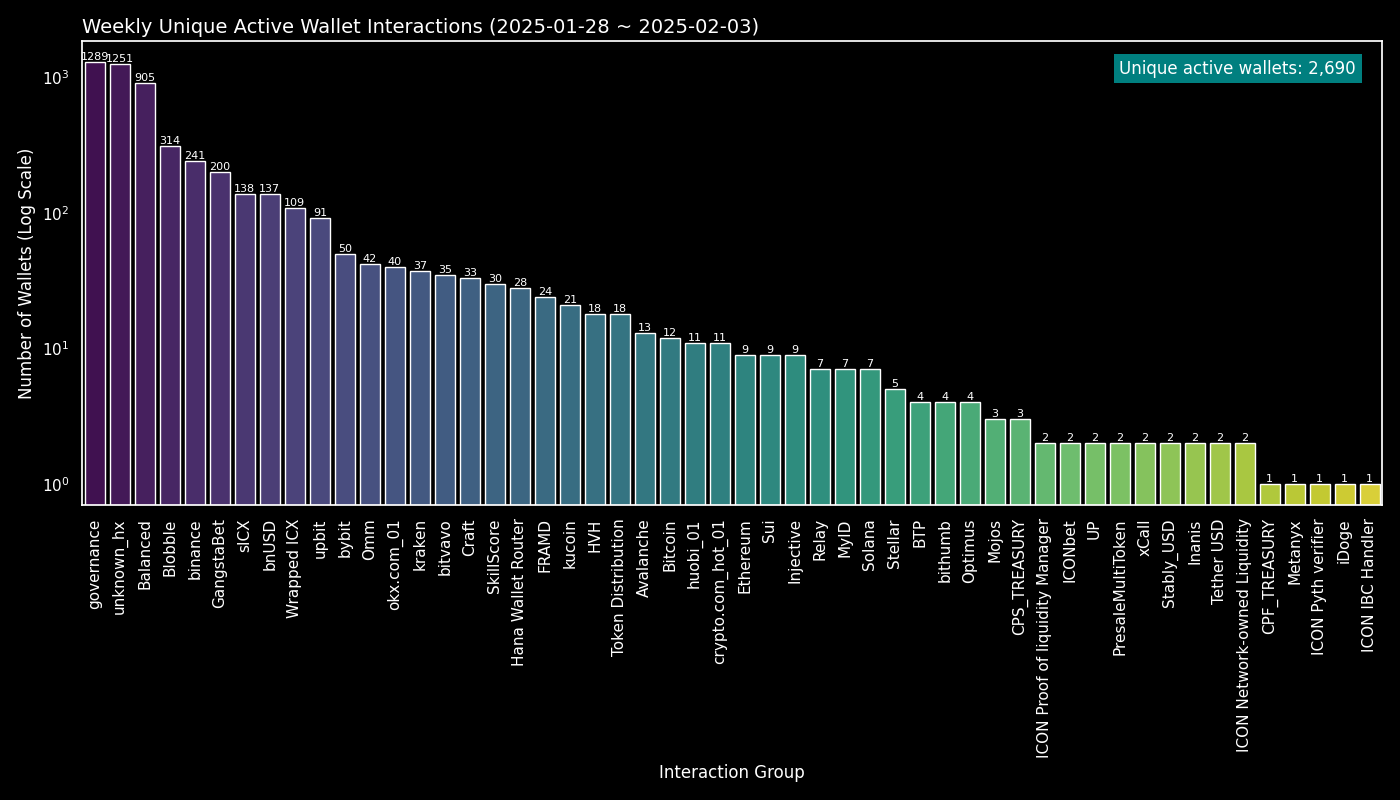 Weekly Unique Active Wallet Interactions (2025-01-28 ~ 2025-02-03)
Unique active wallets: 2,690
Number of Wallets (Log Scale)
10³
10²
10¹
10⁰
1289
1251
905
314
241
200
138
137
109
91
50
42
40
37
35
33
30
28
24
21
18
18
13
12
11
11
9
9
9
7
7
7
5
4
4
4
3
3
2
2
2
2
2
2
2
2
2
1
1
1
1
1
governance
unknown_hx
Balanced
Blobble
binance
GangstaBet
sICX
bnUSD
Wrapped ICX
upbit
bybit
Omm
okx.com_01
kraken
bitvavo
Craft
SkillScore
Hana Wallet Router
FRAMD
kucoin
HVH
Token Distribution
Avalanche
Bitcoin
huobi_01
crypto.com_hot_01
Ethereum
Sui
Injective
Relay
MyID
Solana
Stellar
BTP
bithumb
Optimus
Mojos
CPS_TREASURY
ICON Proof of liquidity Manager
ICONbet
UP
PresaleMultiToken
xCall
Stably_USD
Inanis
Tether USD
ICON Network-owned Liquidity
CPF_TREASURY
Metanyx
ICON Pyth verifier
iDoge
ICON IBC Handler
Interaction Group